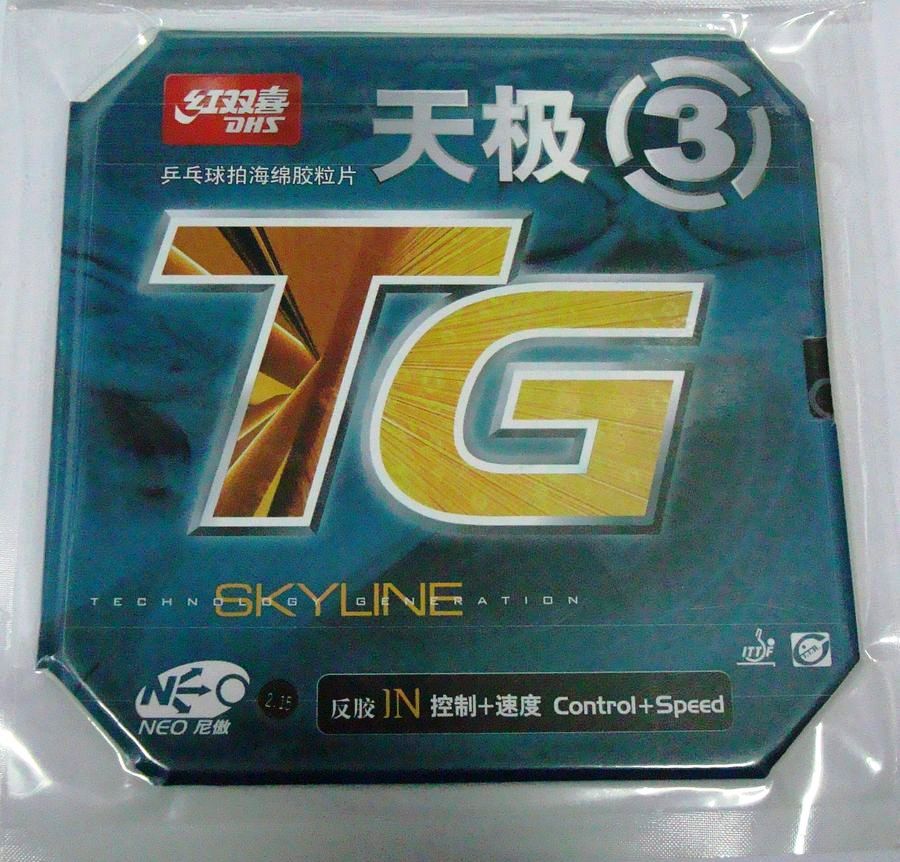 红双喜
DHS
天极 3
乒乓球拍海绵胶粒片
TG
SKYLINE
TECHNOLOGY GENERATION
ITTF
NEO
NEO 尼傲
2.15
反胶 IN 控制+速度 Control+Speed